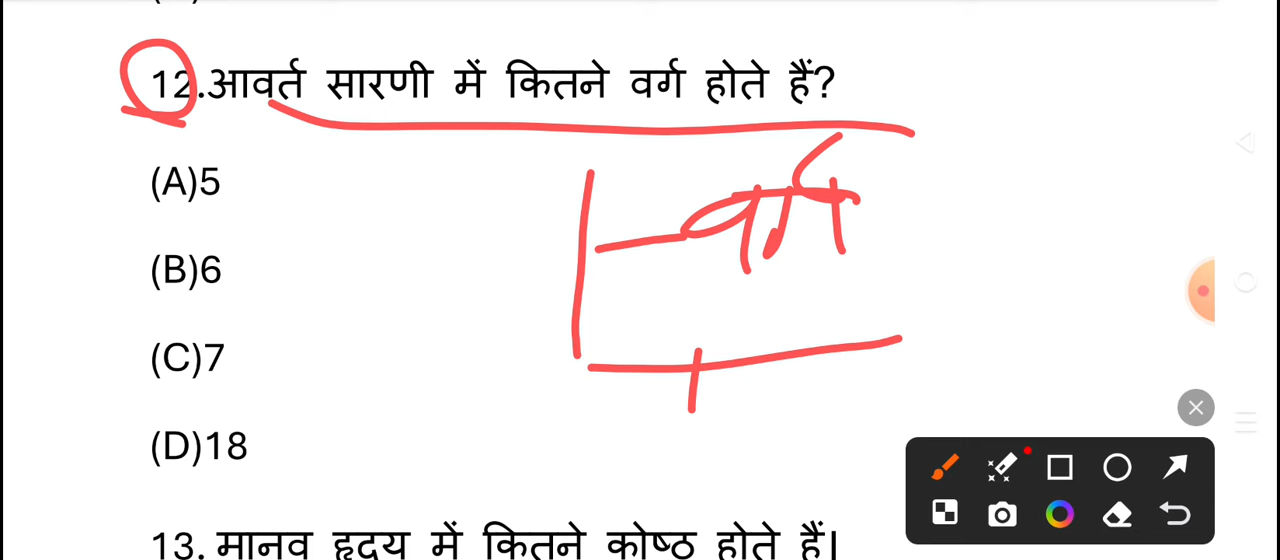 12.आवर्त सारणी में कितने वर्ग होते हैं?
(A)5
वर्ग
(B)6
(C)7
(D)18
13. मानव हृदय में कितने कोष्ठ होते हैं।